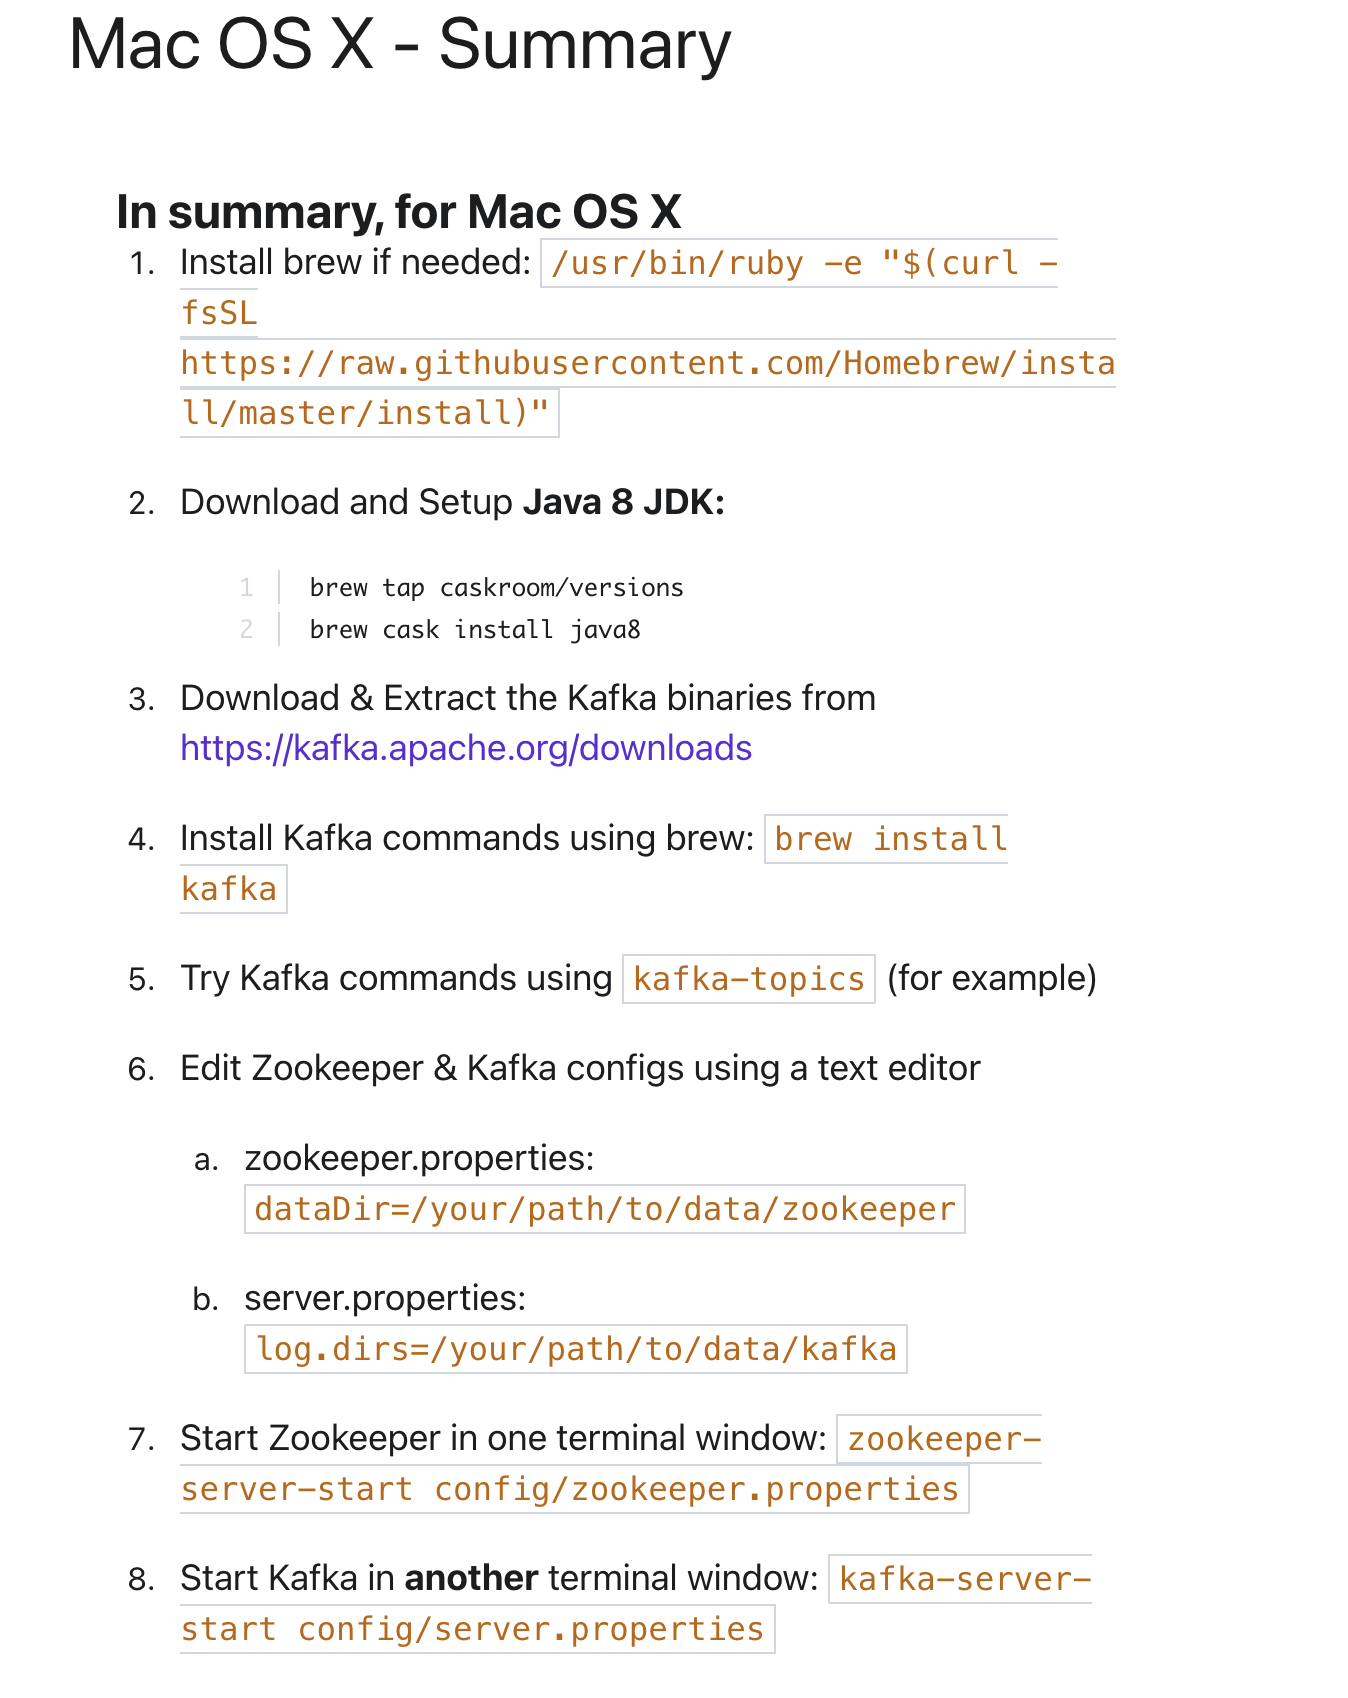 Mac OS X - Summary
In summary, for Mac OS X
1. Install brew if needed: /usr/bin/ruby -e "$(curl -
fsSL
https://raw.githubusercontent.com/Homebrew/insta
ll/master/install)"
2. Download and Setup Java 8 JDK:
1 brew tap caskroom/versions
2 brew cask install java8
3. Download & Extract the Kafka binaries from
https://kafka.apache.org/downloads
4. Install Kafka commands using brew: brew install
kafka
5. Try Kafka commands using kafka-topics (for example)
6. Edit Zookeeper & Kafka configs using a text editor
a. zookeeper.properties:
dataDir=/your/path/to/data/zookeeper
b. server.properties:
log.dirs=/your/path/to/data/kafka
7. Start Zookeeper in one terminal window: zookeeper-
server-start config/zookeeper.properties
8. Start Kafka in another terminal window: kafka-server-
start config/server.properties